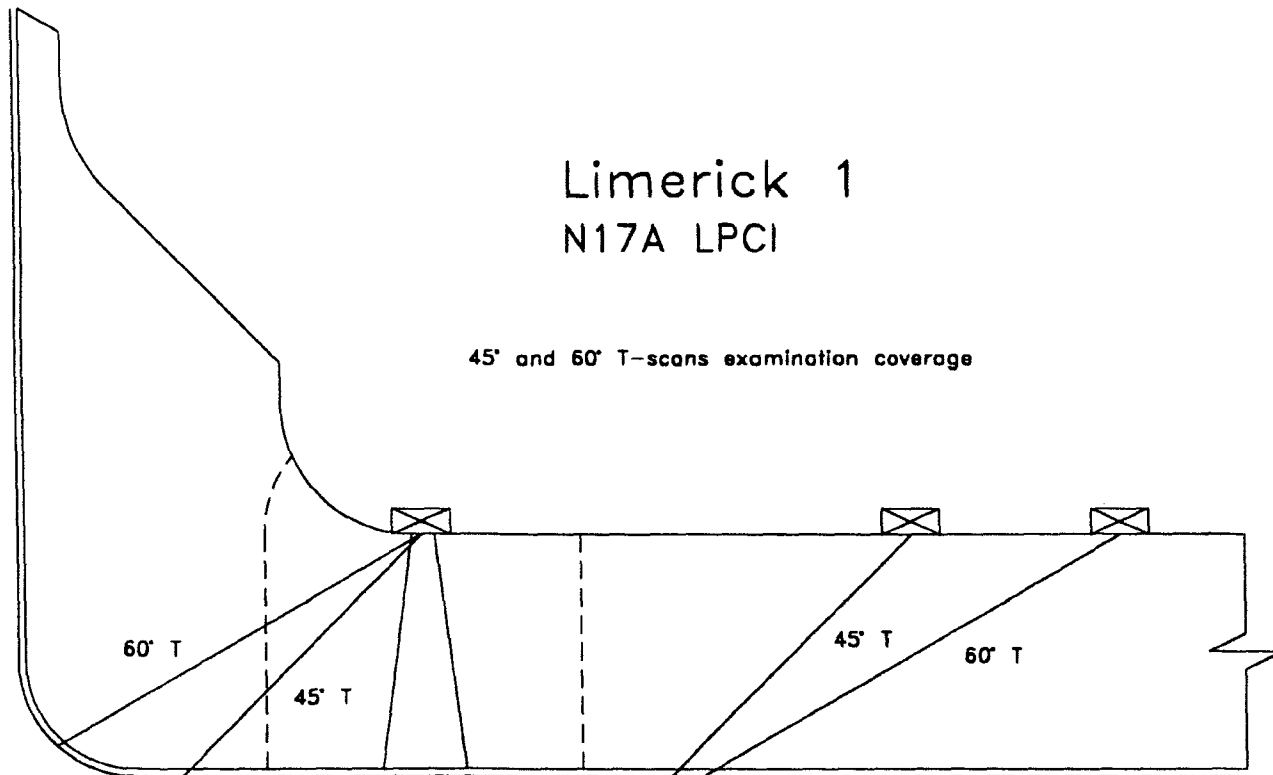 Limerick 1
N17A LPCI
45° and 60° T-scans examination coverage
60° T
45° T
45° T
60° T